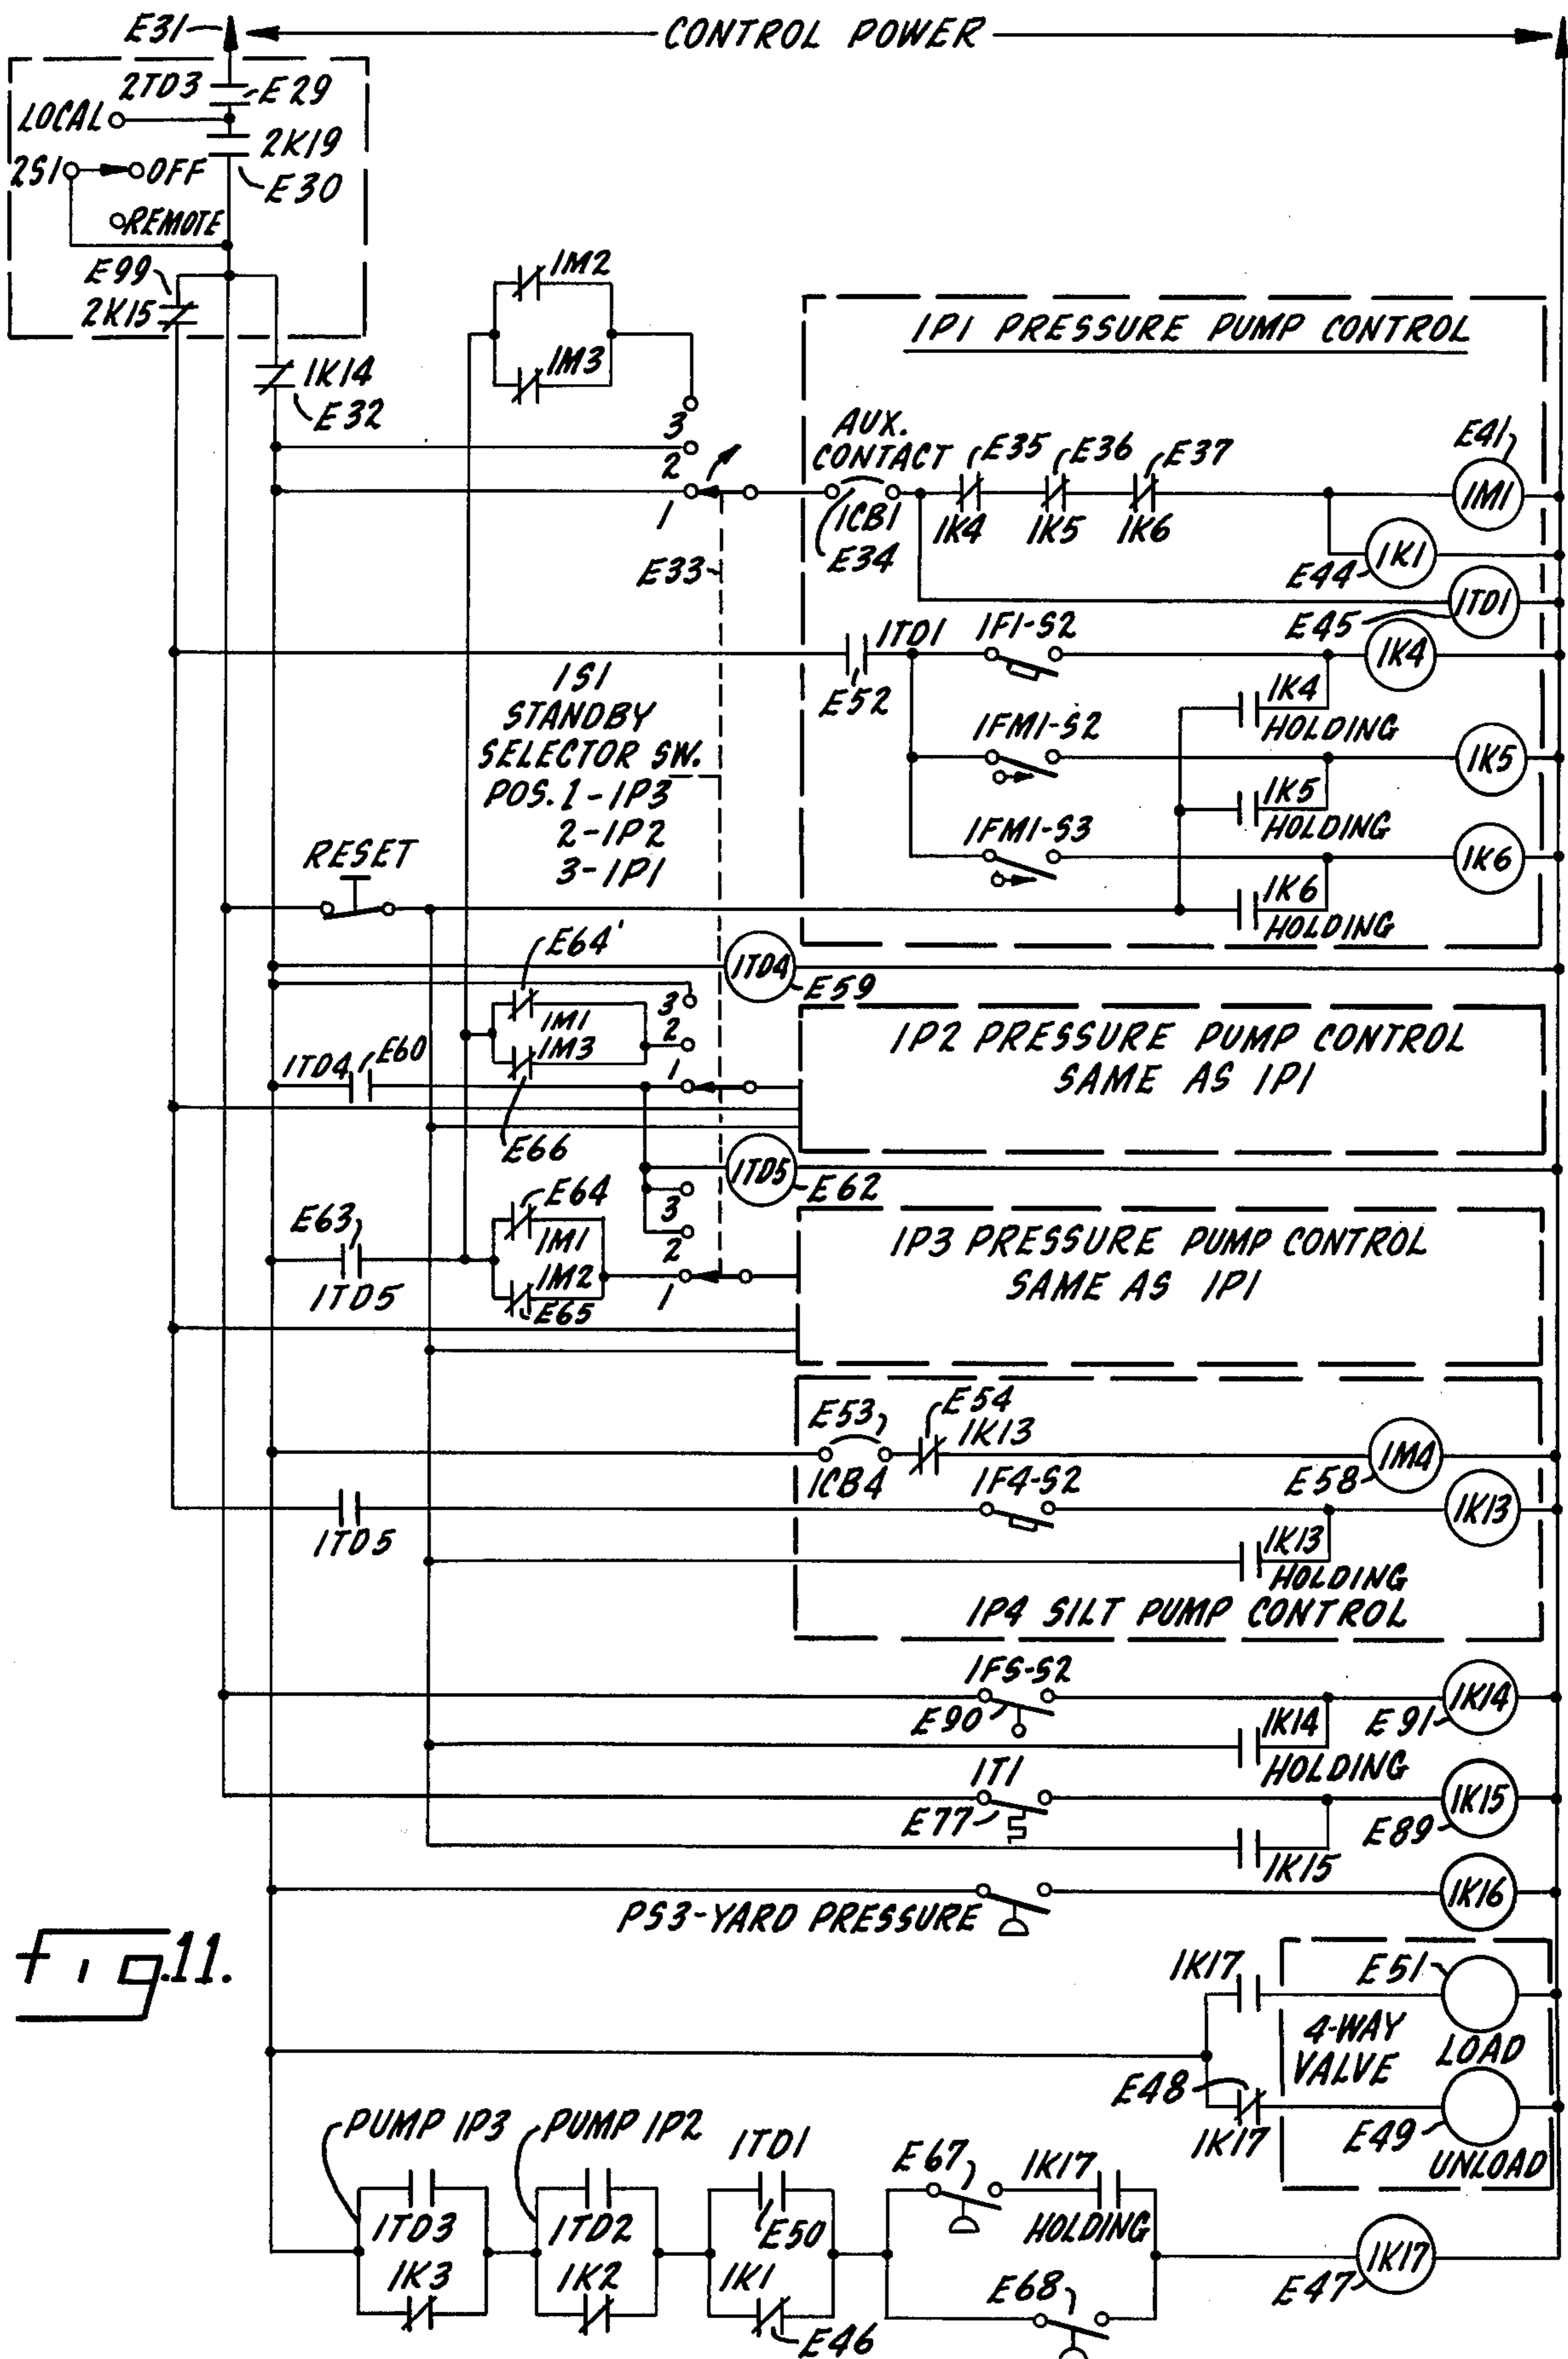 E31
CONTROL POWER
2TD3
E29
LOCAL
2K19
2S1
OFF
E30
REMOTE
E99
2K15
1K14
E32
1M2
1M3
3
2
1
1P1 PRESSURE PUMP CONTROL
AUX.
CONTACT
E35
E36
E37
E41
1M1
1CB1
E34
1K4
1K5
1K6
E33
E44
1K1
1TD1
E45
1TD1
1F1-S2
1K4
E52
1K4
HOLDING
1S1
STANDBY
SELECTOR SW.
POS. 1-1P3
2-1P2
3-1P1
1FM1-S2
1K5
1K5
HOLDING
1FM1-S3
1K6
1K6
HOLDING
RESET
1TD4
E59
E64'
1M1
1M3
E66
3
2
1
1TD4
E60
1P2 PRESSURE PUMP CONTROL
SAME AS 1P1
1TD5
E62
3
2
1
E63
1TD5
E64
1M1
1M2
E65
1P3 PRESSURE PUMP CONTROL
SAME AS 1P1
E53
1CB4
E54
1K13
1M4
E58
1TD5
1F4-S2
1K13
1K13
HOLDING
1P4 SILT PUMP CONTROL
1FS-S2
E90
1K14
E91
1K14
HOLDING
1T1
E77
1K15
E89
1K15
PS3-YARD PRESSURE
1K16
Fig. 11.
1K17
E51
4-WAY
VALVE
LOAD
E48
1K17
E49
UNLOAD
PUMP 1P3
PUMP 1P2
1TD1
E67
1K17
HOLDING
1TD3
1TD2
E50
1K3
1K2
1K1
E46
E68
1K17
E47